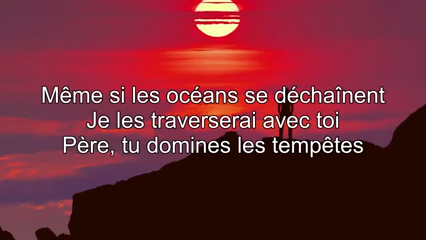 Même si les océans se déchaînent
Je les traverserai avec toi
Père, tu domines les tempêtes